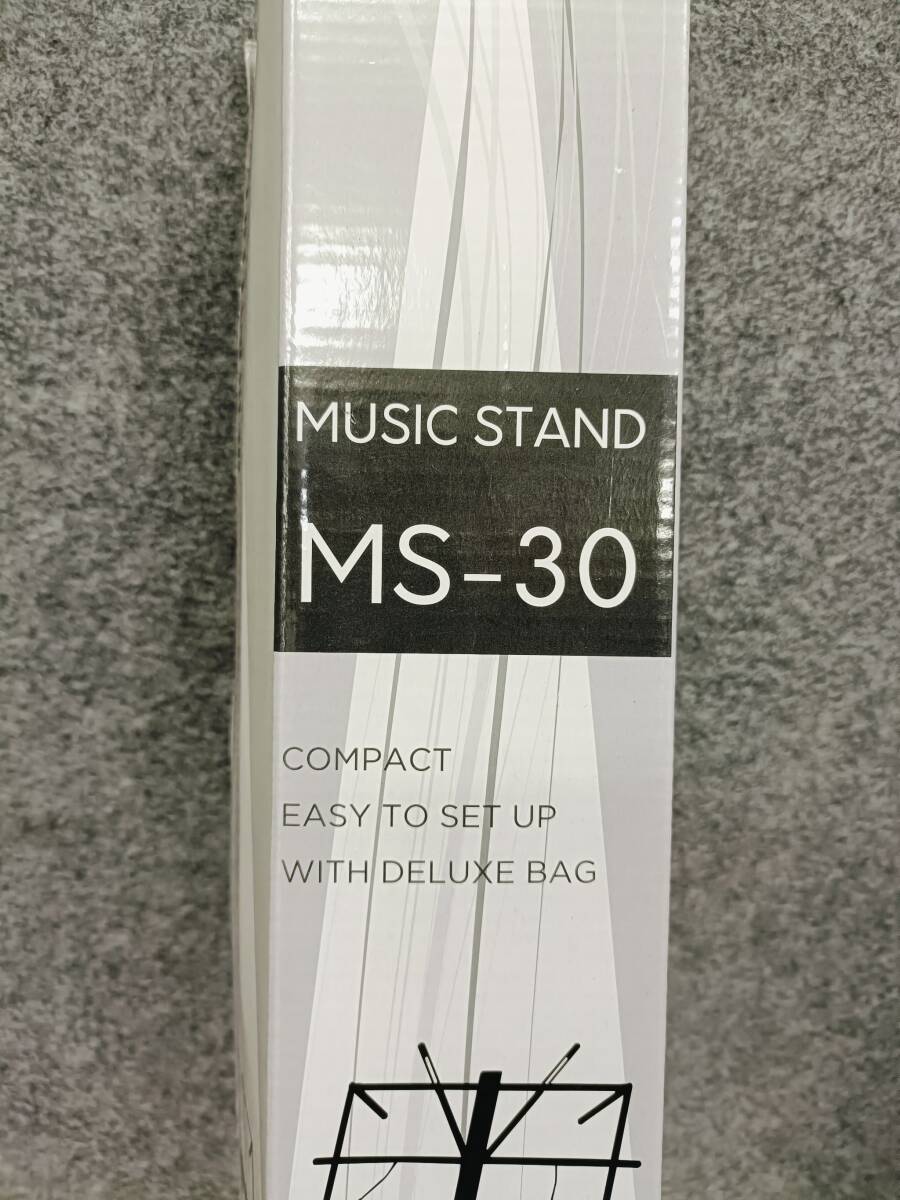 MUSIC STAND
MS-30
COMPACT
EASY TO SET UP
WITH DELUXE BAG